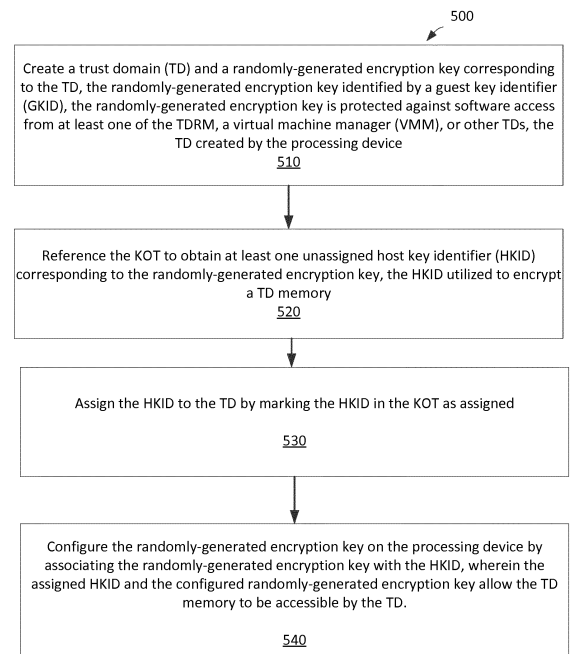 500
Create a trust domain (TD) and a randomly-generated encryption key corresponding
to the TD, the randomly-generated encryption key identified by a guest key identifier
(GKID), the randomly-generated encryption key is protected against software access
from at least one of the TDRM, a virtual machine manager (VMM), or other TDs, the
TD created by the processing device
510
Reference the KOT to obtain at least one unassigned host key identifier (HKID)
corresponding to the randomly-generated encryption key, the HKID utilized to encrypt
a TD memory
520
Assign the HKID to the TD by marking the HKID in the KOT as assigned
530
Configure the randomly-generated encryption key on the processing device by
associating the randomly-generated encryption key with the HKID, wherein the
assigned HKID and the configured randomly-generated encryption key allow the TD
memory to be accessible by the TD.
540